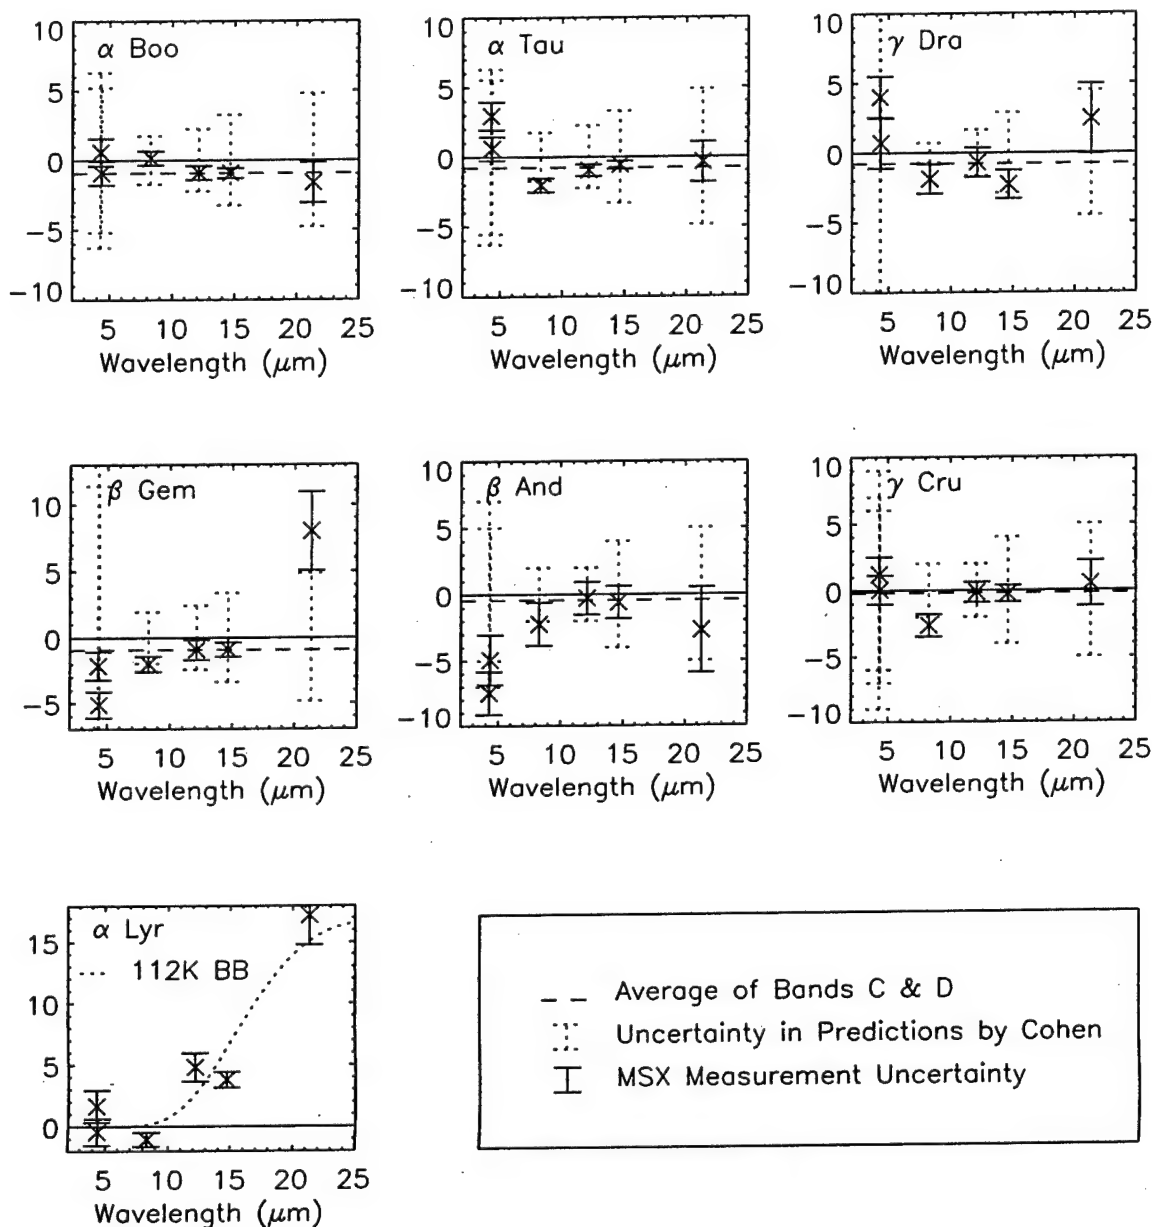 α Boo
10
5
0
−5
−10
5 10 15 20 25
Wavelength (μm)
α Tau
10
5
0
−5
−10
5 10 15 20 25
Wavelength (μm)
γ Dra
10
5
0
−5
−10
5 10 15 20 25
Wavelength (μm)
β Gem
10
5
0
−5
5 10 15 20 25
Wavelength (μm)
β And
10
5
0
−5
−10
5 10 15 20 25
Wavelength (μm)
γ Cru
10
5
0
−5
−10
5 10 15 20 25
Wavelength (μm)
α Lyr
112K BB
15
10
5
0
5 10 15 20 25
Wavelength (μm)
Average of Bands C & D
Uncertainty in Predictions by Cohen
MSX Measurement Uncertainty